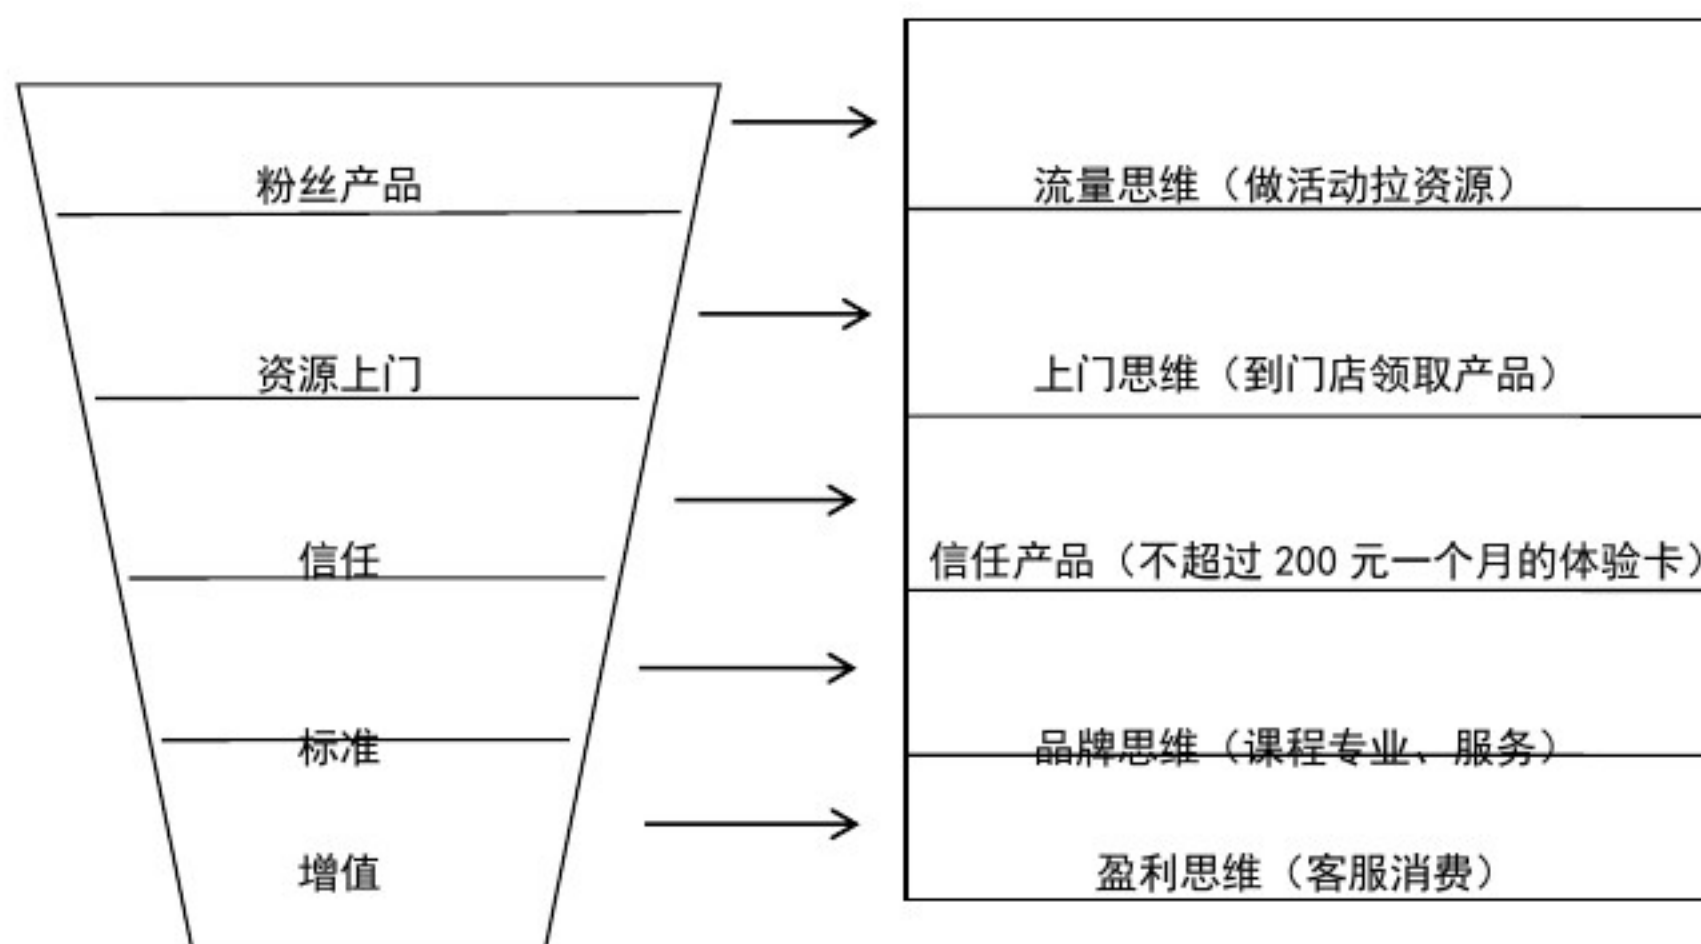 粉丝产品
流量思维（做活动拉资源）
资源上门
上门思维（到门店领取产品）
信任
信任产品（不超过 200 元一个月的体验卡）
标准
品牌思维（课程专业、服务）
增值
盈利思维（客服消费）